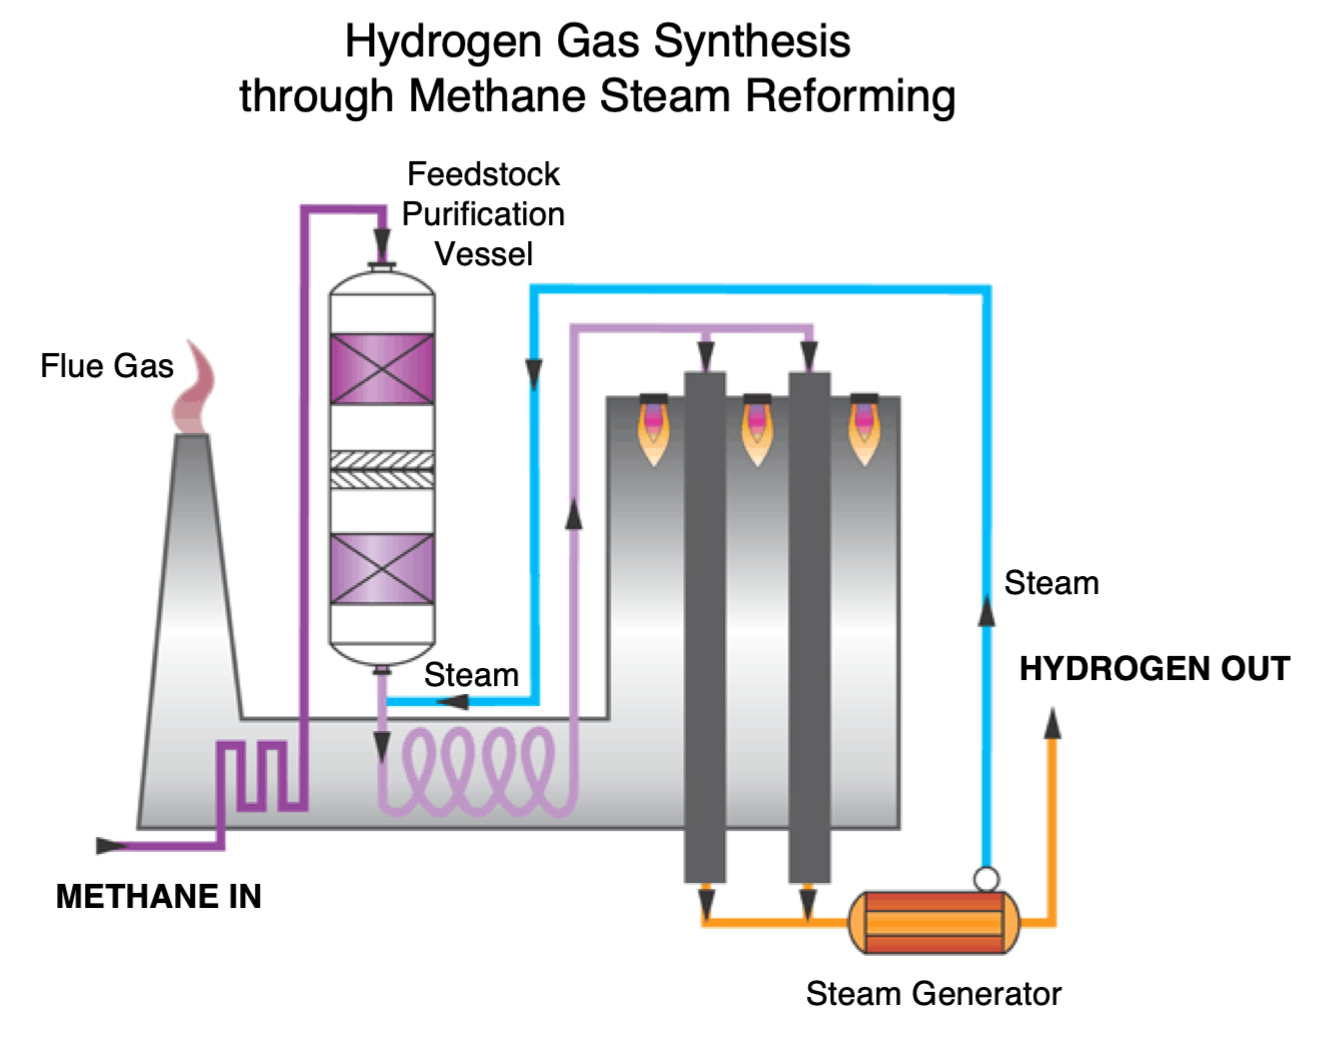 Hydrogen Gas Synthesis
through Methane Steam Reforming
Feedstock
Purification
Vessel
Flue Gas
Steam
Steam
HYDROGEN OUT
METHANE IN
Steam Generator